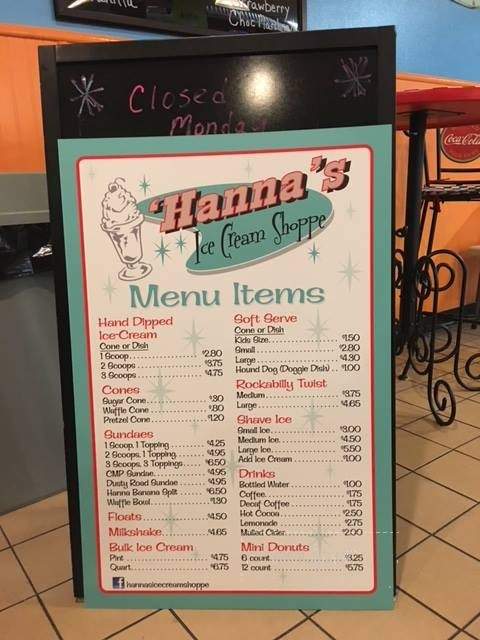 Strawberry
Closed
Monday
Hanna's
Ice Cream Shoppe
Menu Items
Hand Dipped
Ice-Cream
Cone or Dish
1 Scoop $2.80
2 Scoops $3.75
3 Scoops $4.75
Cones
Sugar Cone $.30
Waffle Cone $.80
Pretzel Cone $1.20
Sundaes
1 Scoop, 1 Topping $4.25
2 Scoops, 1 Topping $4.95
3 Scoops, 3 Toppings $6.50
CMP Sundae $4.95
Dusty Road Sundae $4.95
Hanna Banana Split $6.50
Waffle Bowl $1.30
Floats $4.50
Milkshake $4.65
Bulk Ice Cream
Pint $4.75
Quart $6.75
Soft Serve
Cone or Dish
Kids Size $1.50
Small $2.80
Large $4.30
Hound Dog (Doggie Dish) $1.00
Rockabilly Twist
Medium $3.75
Large $4.65
Shave Ice
Small Ice $3.00
Medium Ice $4.50
Large Ice $5.50
Add Ice Cream $1.00
Drinks
Bottled Water $1.00
Coffee $1.75
Decaf Coffee $1.75
Hot Cocoa $2.50
Lemonade $2.75
Mulled Cider $2.00
Mini Donuts
6 count $3.25
12 count $5.75
f hannasicecreamshoppe
Coca-Cola